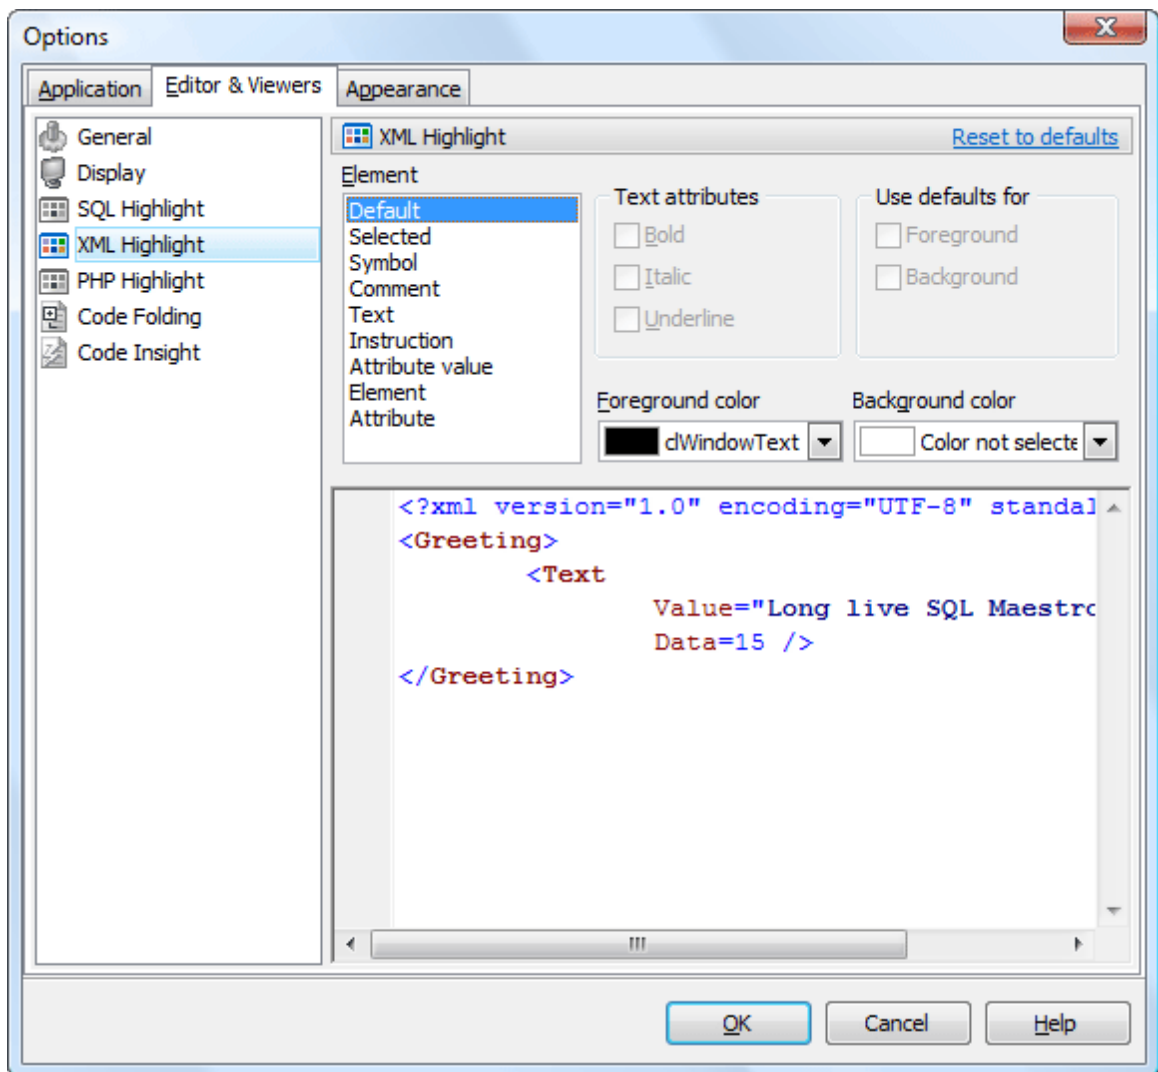 Options
Application
Editor & Viewers
Appearance
General
Display
SQL Highlight
XML Highlight
PHP Highlight
Code Folding
Code Insight
XML Highlight
Reset to defaults
Element
Default
Selected
Symbol
Comment
Text
Instruction
Attribute value
Element
Attribute
Text attributes
Bold
Italic
Underline
Use defaults for
Foreground
Background
Foreground color
clWindowText
Background color
Color not selecte
<?xml version="1.0" encoding="UTF-8" standal
<Greeting>
<Text
Value="Long live SQL Maestro
Data=15 />
</Greeting>
OK
Cancel
Help